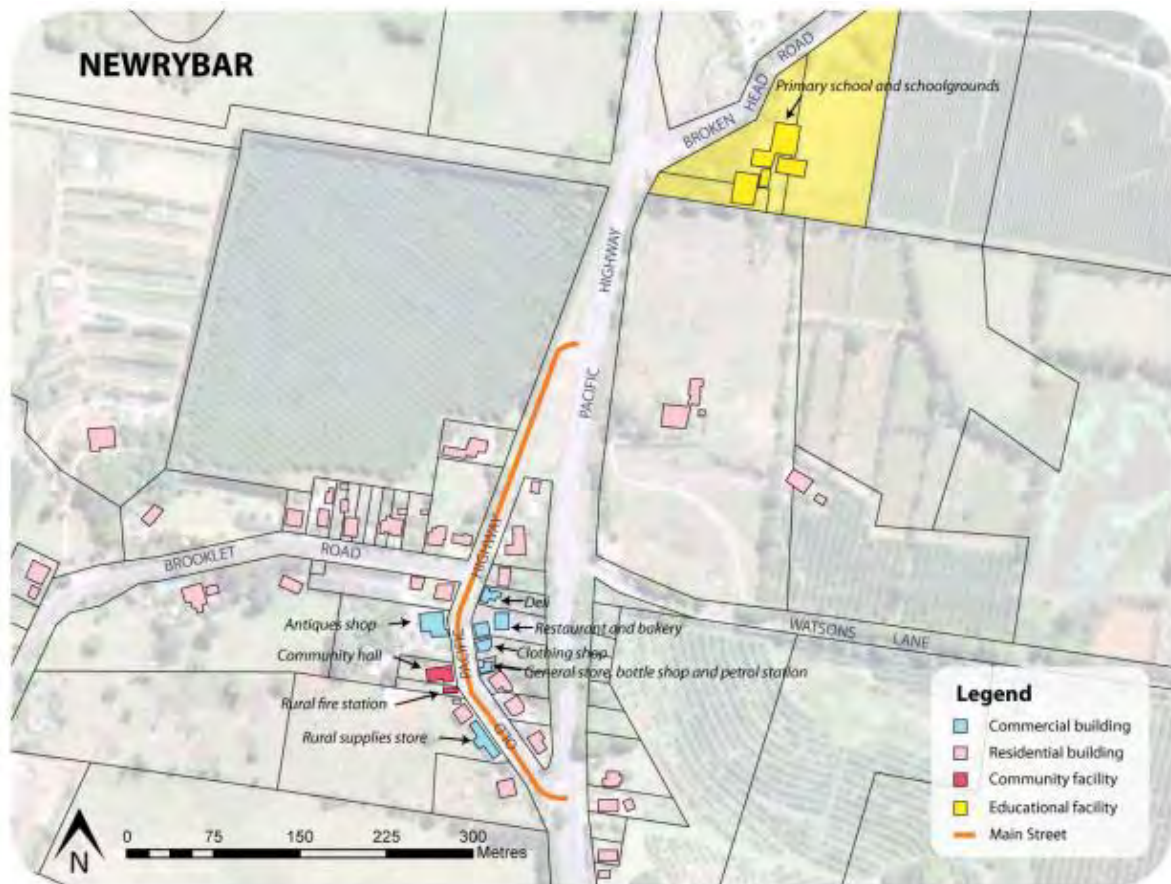 NEWRYBAR
BROKEN HEAD ROAD
Primary school and schoolgrounds
PACIFIC HIGHWAY
BROOKLET ROAD
OLD PACIFIC HIGHWAY
Deli
Antiques shop
Restaurant and bakery
WATSONS LANE
Clothing shop
Community hall
General store, bottle shop and petrol station
Rural fire station
Rural supplies store
Legend
Commercial building
Residential building
Community facility
Educational facility
Main Street
0 75 150 225 300
Metres
N